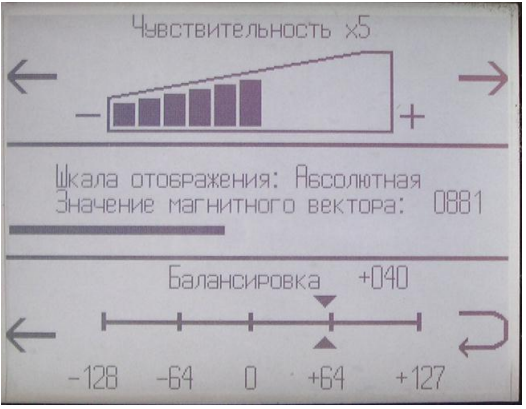 Чувствительность x5
− +
Шкала отображения: Абсолютная
Значение магнитного вектора: 0881
Балансировка +040
-128 -64 0 +64 +127